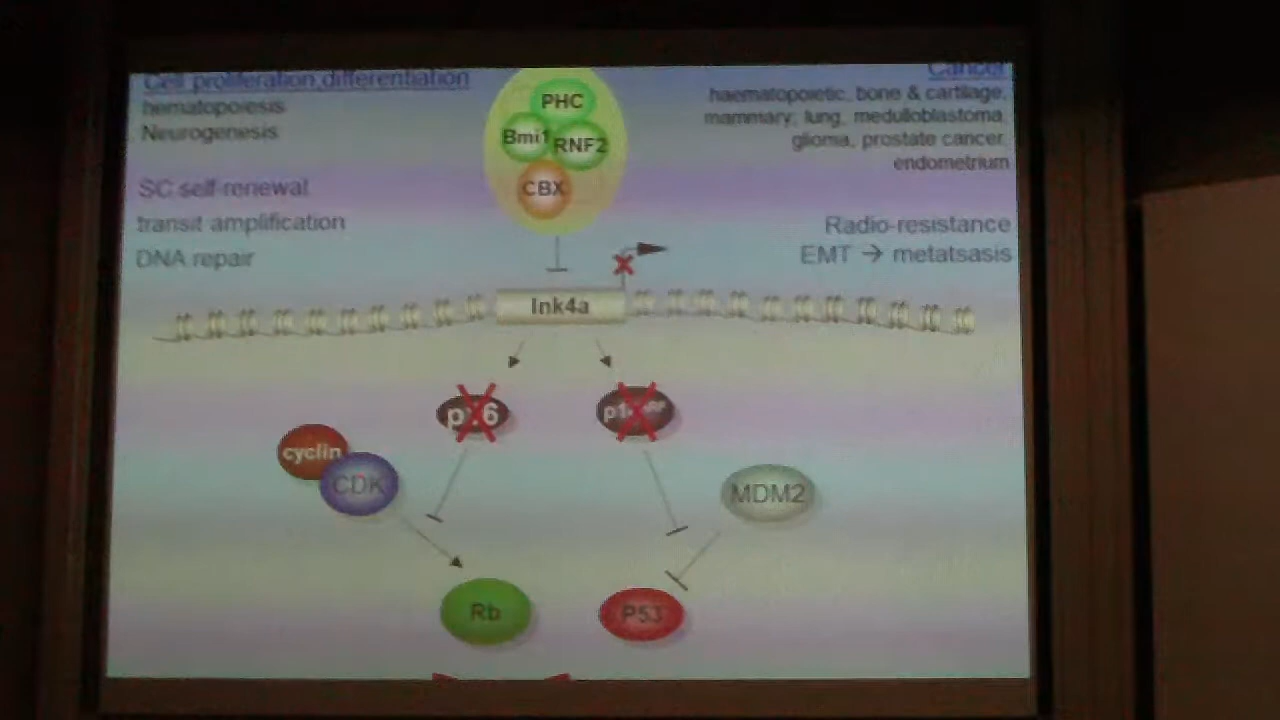 Cell proliferation,differentiation
hematopoiesis
Neurogenesis
SC self-renewal
transit amplification
DNA repair
PHC
Bmi1
RNF2
CBX
Cancer
haematopoietic, bone & cartilage,
mammary, lung, medulloblastoma
glioma, prostate cancer,
endometrium
Radio-resistance
EMT → metatsasis
Ink4a
cyclin
CDK
MDM2
Rb
P53